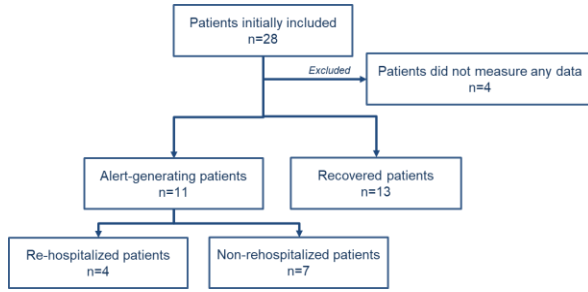 Patients initially included
n=28
Excluded
Patients did not measure any data
n=4
Alert-generating patients
n=11
Recovered patients
n=13
Re-hospitalized patients
n=4
Non-rehospitalized patients
n=7